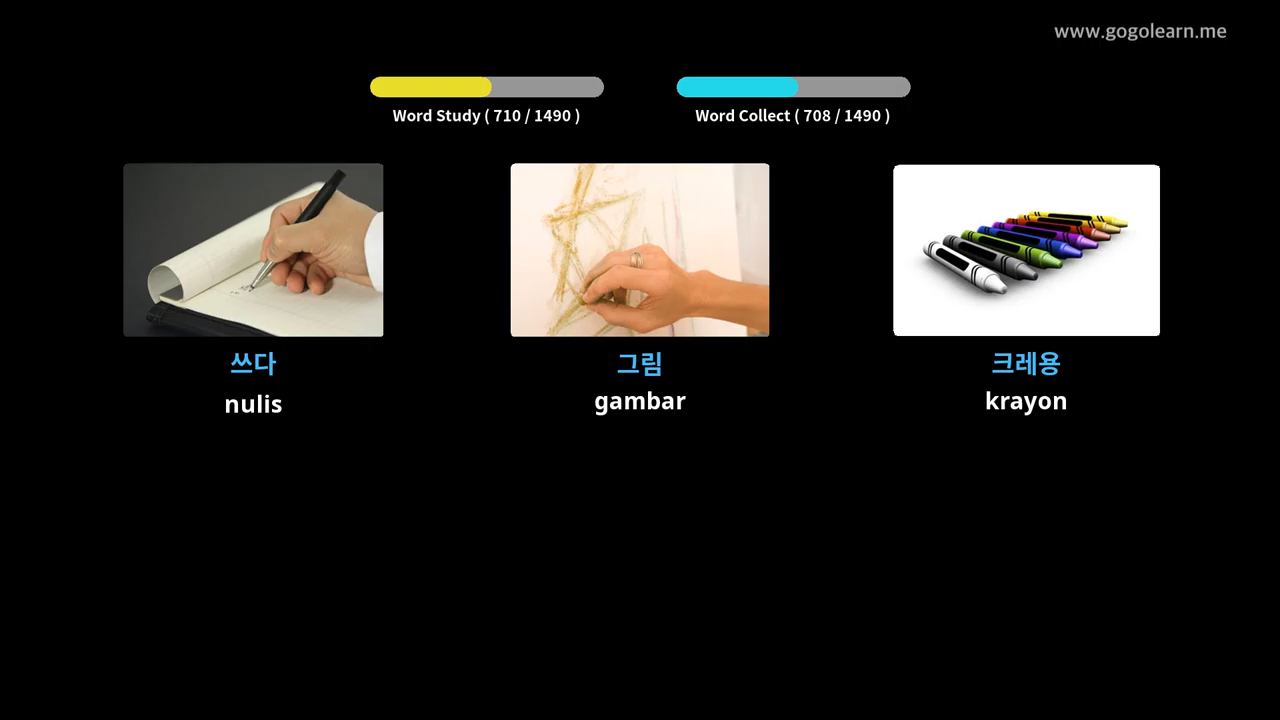 www.gogolearn.me
Word Study ( 710 / 1490 )
Word Collect ( 708 / 1490 )
쓰다
nulis
그림
gambar
크레용
krayon